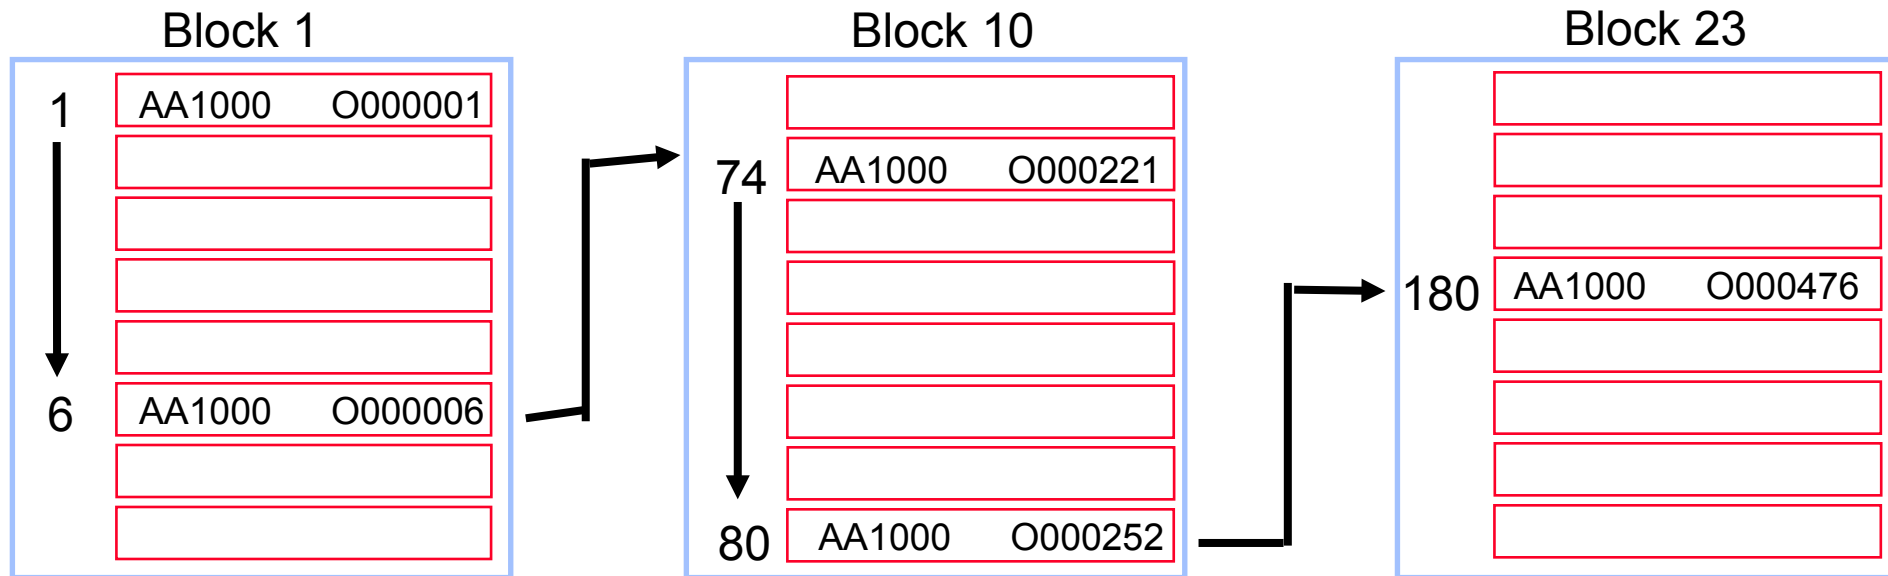 Block 1
1 AA1000 O000001
6 AA1000 O000006
Block 10
74 AA1000 O000221
80 AA1000 O000252
Block 23
180 AA1000 O000476